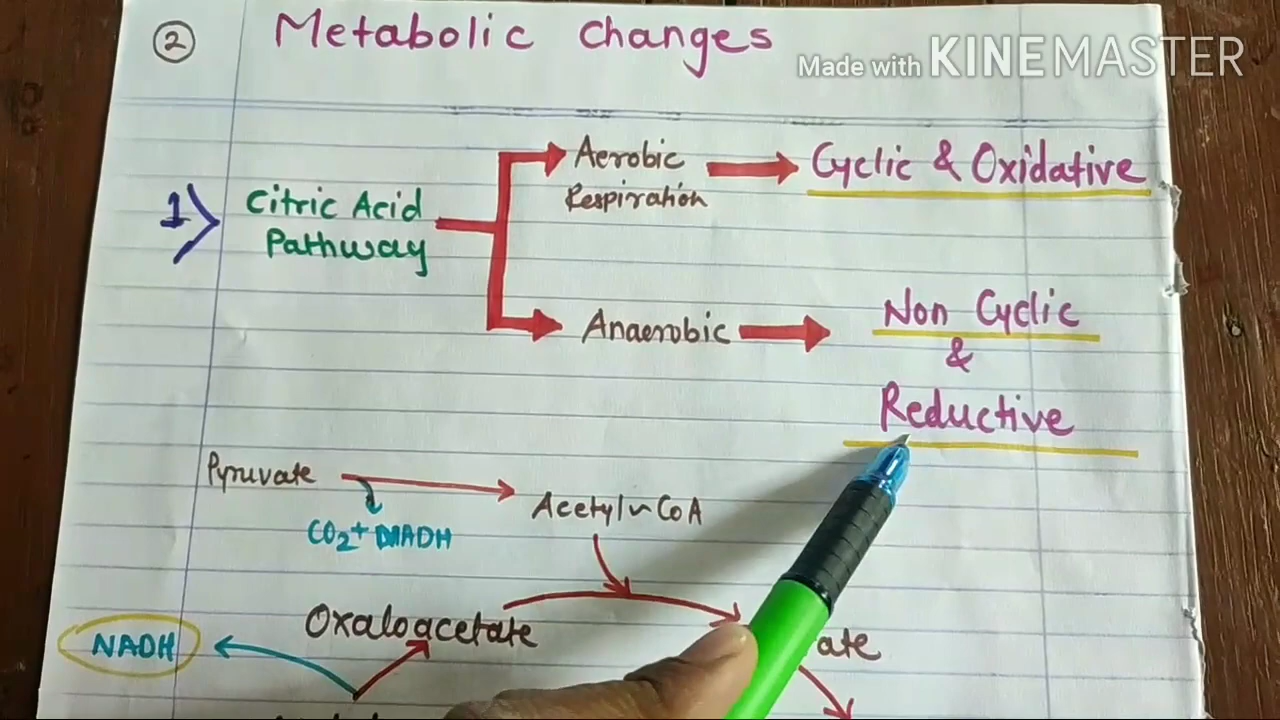 2 Metabolic changes
Made with KINEMASTER
1> Citric Acid
Pathway
Aerobic
Respiration
Cyclic & Oxidative
Anaerobic
Non Cyclic
&
Reductive
Pyruvate
CO2 + NADH
Acetyl ~ CoA
Oxaloacetate
ate
NADH